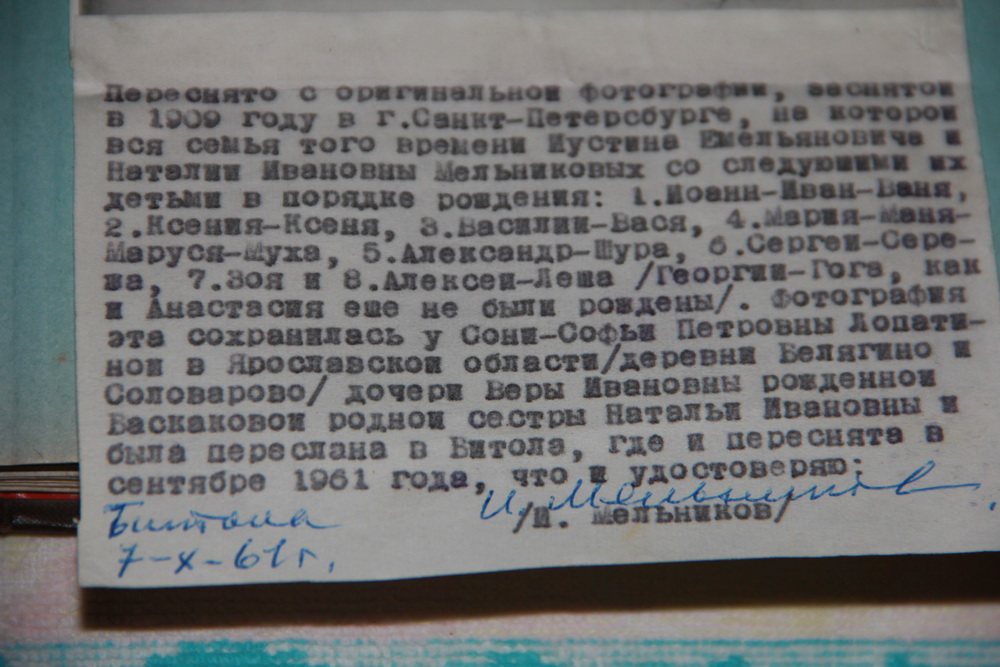 Переснято с оригинальной фотографии, заснятой
в 1909 году в г.Санкт-Петерсбурге, на которой
вся семья того времени Иустина Емельяновича и
Наталии Ивановны Мельниковых со следующими их
детьми в порядке рождения: 1.Иоанн-Иван-Ваня,
2.Ксения-Ксеня, 3.Василий-Вася, 4.Мария-Маня-
Маруся-Муха, 5.Александр-Шура, 6.Сергей-Сере-
жа, 7.Зоя и 8.Алексей-Леша /Георгий-Гога, как
и Анастасия еше не были рождены/. Фотография
эта сохранилась у Сони-Софьи Петровны Лопати-
ной в Ярославской области/деревни Белягино и
Соловарово/ дочери Веры Ивановны рожденной
Васкаковой родной сестры Натальи Ивановны и
была переслана в Битола, где и переснята в
сентябре 1961 года, что и удостоверяю:
И. Мельников
/И. Мельников/
Битола
7-X-61г.